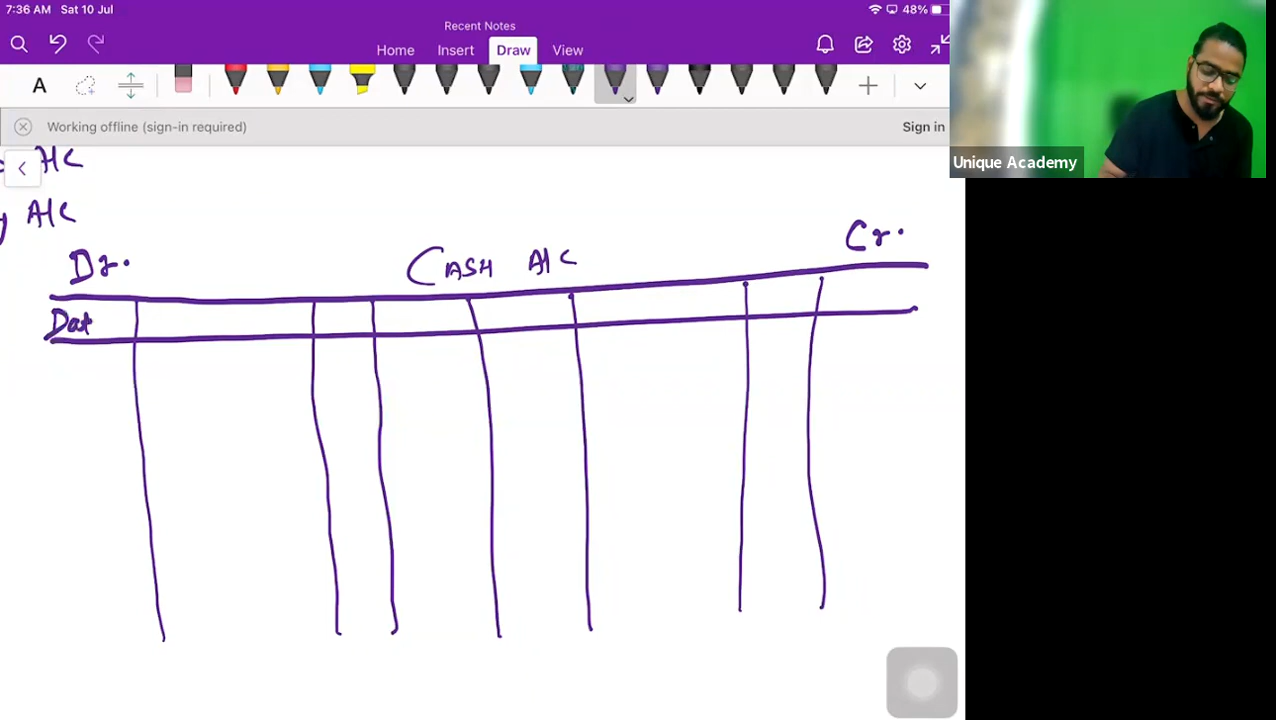 7:36 AM Sat 10 Jul
48%
Recent Notes
Home Insert Draw View
A
Working offline (sign-in required)
Sign in
Unique Academy
A/C
A/C
Dr. CASH A/C Cr.
Dat